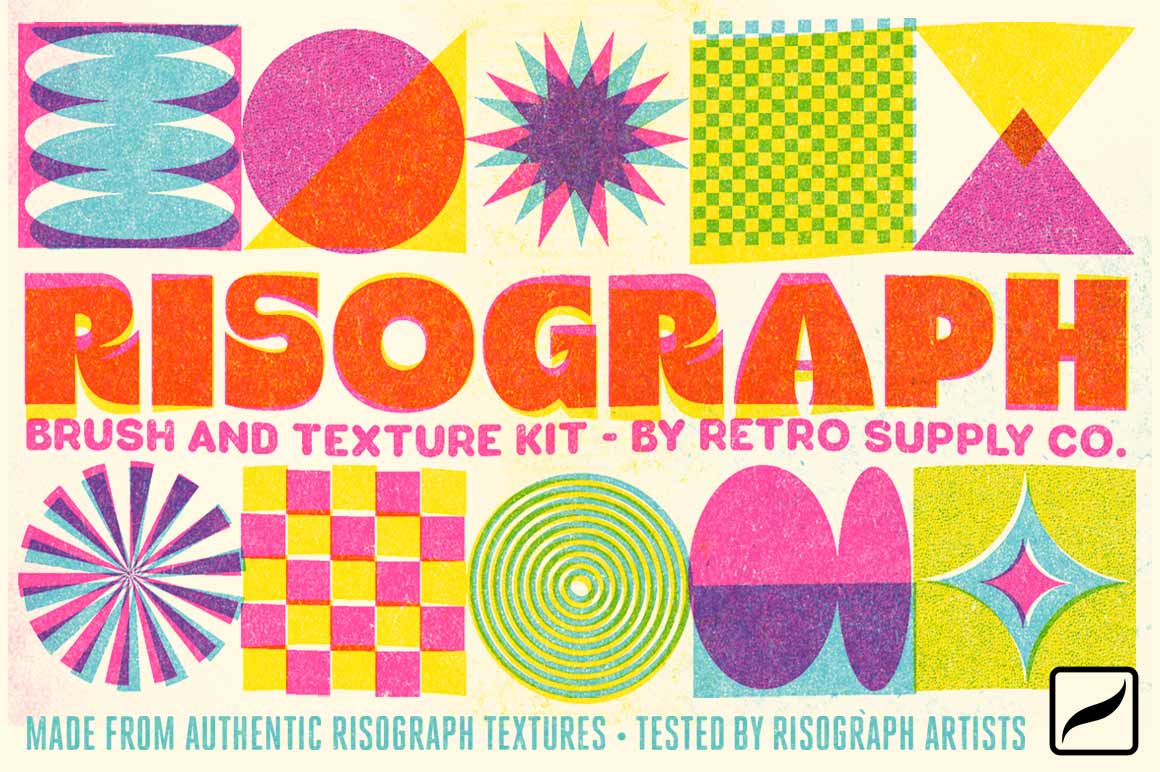 RISOGRAPH
BRUSH AND TEXTURE KIT - BY RETRO SUPPLY CO.
MADE FROM AUTHENTIC RISOGRAPH TEXTURES • TESTED BY RISOGRAPH ARTISTS